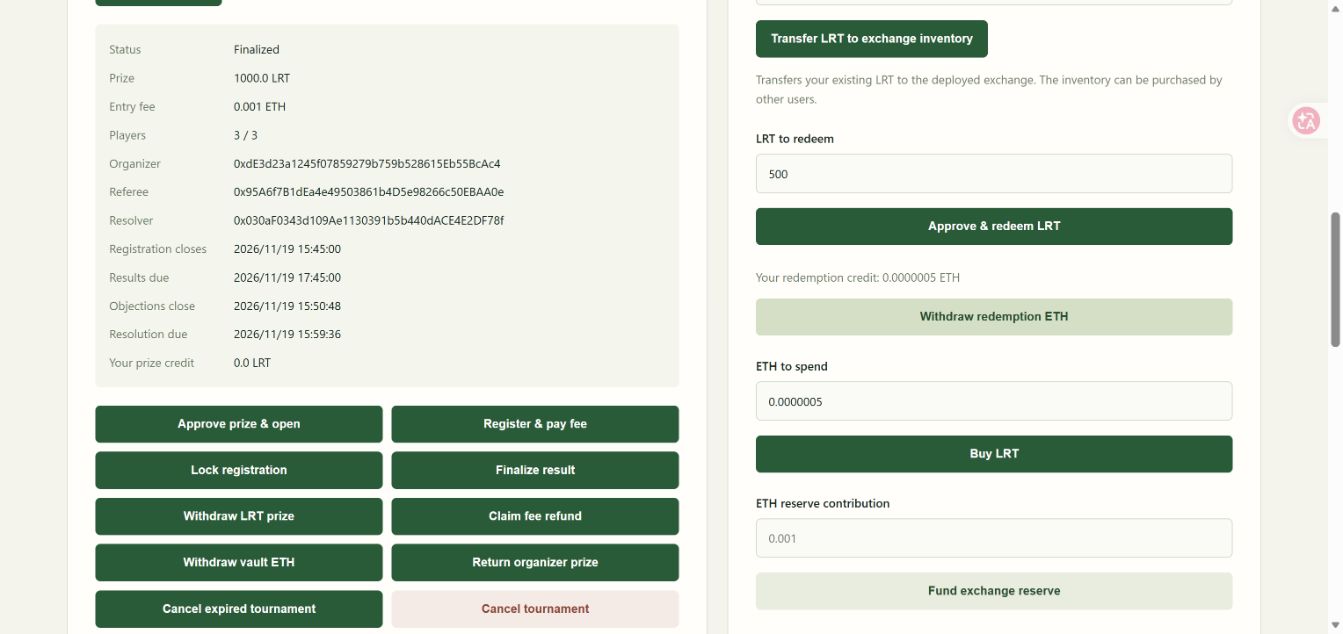 Status Finalized
Prize 1000.0 LRT
Entry fee 0.001 ETH
Players 3 / 3
Organizer 0xdE3d23a1245f07859279b759b528615Eb55BcAc4
Referee 0x95A6f7B1dEa4e49503861b4D5e98266c50EBAA0e
Resolver 0x030aF0343d109Ae1130391b5b440dACE4E2DF78f
Registration closes 2026/11/19 15:45:00
Results due 2026/11/19 17:45:00
Objections close 2026/11/19 15:50:48
Resolution due 2026/11/19 15:59:36
Your prize credit 0.0 LRT
Approve prize & open
Register & pay fee
Lock registration
Finalize result
Withdraw LRT prize
Claim fee refund
Withdraw vault ETH
Return organizer prize
Cancel expired tournament
Cancel tournament
Transfer LRT to exchange inventory
Transfers your existing LRT to the deployed exchange. The inventory can be purchased by
other users.
LRT to redeem
500
Approve & redeem LRT
Your redemption credit: 0.0000005 ETH
Withdraw redemption ETH
ETH to spend
0.0000005
Buy LRT
ETH reserve contribution
0.001
Fund exchange reserve